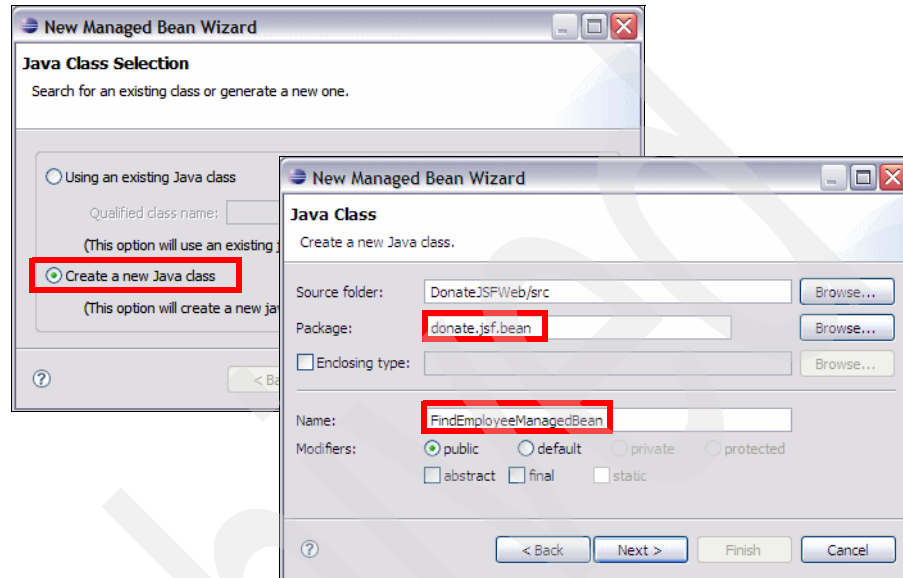 New Managed Bean Wizard
Java Class Selection
Search for an existing class or generate a new one.
Using an existing Java class
Qualified class name:
(This option will use an existing
Create a new Java class
(This option will create a new
< Ba
New Managed Bean Wizard
Java Class
Create a new Java class.
Source folder: DonateJSFWeb/src Browse...
Package: donate.jsf.bean Browse...
Enclosing type: Browse...
Name: FindEmployeeManagedBean
Modifiers: public default private protected
abstract final static
< Back Next > Finish Cancel